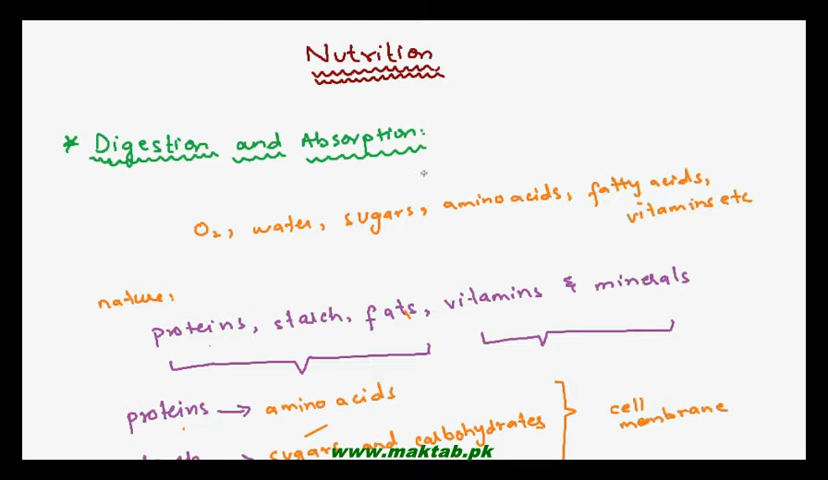 Nutrition
* Digestion and Absorption:
O₂, water, sugars, amino acids, fatty acids,
vitamins etc
nature:
proteins, starch, fats, vitamins & minerals
proteins → amino acids
sugars and carbohydrates
cell
membrane
www.maktab.pk